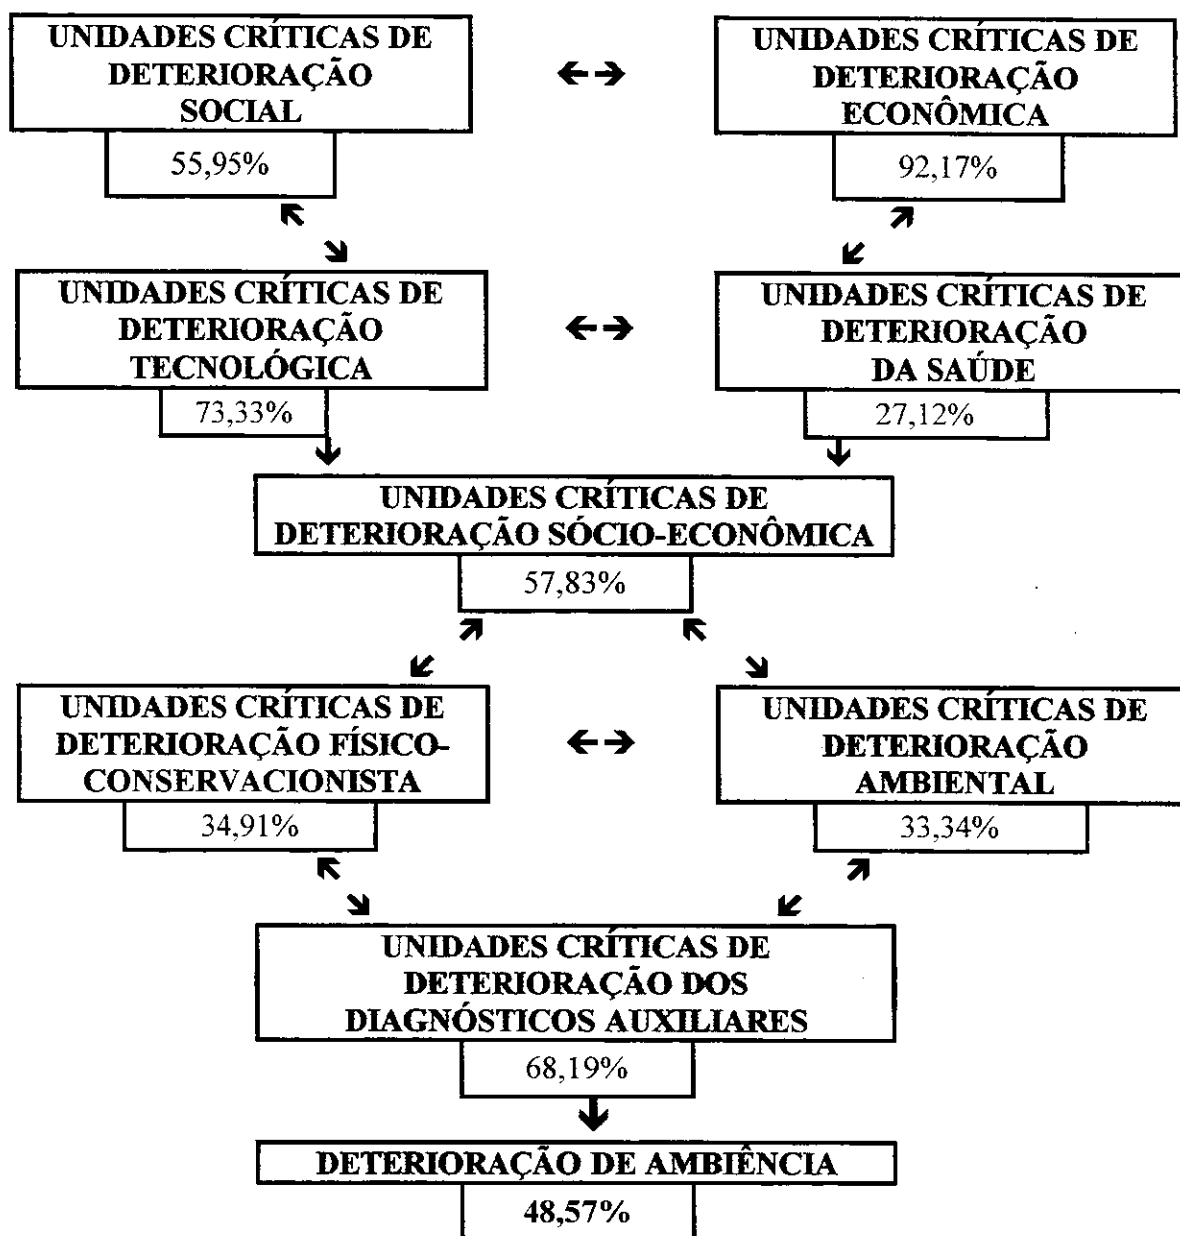 UNIDADES CRÍTICAS DE
DETERIORAÇÃO
SOCIAL
55,95%
UNIDADES CRÍTICAS DE
DETERIORAÇÃO
ECONÔMICA
92,17%
UNIDADES CRÍTICAS DE
DETERIORAÇÃO
TECNOLÓGICA
73,33%
UNIDADES CRÍTICAS DE
DETERIORAÇÃO
DA SAÚDE
27,12%
UNIDADES CRÍTICAS DE
DETERIORAÇÃO SÓCIO-ECONÔMICA
57,83%
UNIDADES CRÍTICAS DE
DETERIORAÇÃO FÍSICO-
CONSERVACIONISTA
34,91%
UNIDADES CRÍTICAS DE
DETERIORAÇÃO
AMBIENTAL
33,34%
UNIDADES CRÍTICAS DE
DETERIORAÇÃO DOS
DIAGNÓSTICOS AUXILIARES
68,19%
DETERIORAÇÃO DE AMBIÊNCIA
48,57%